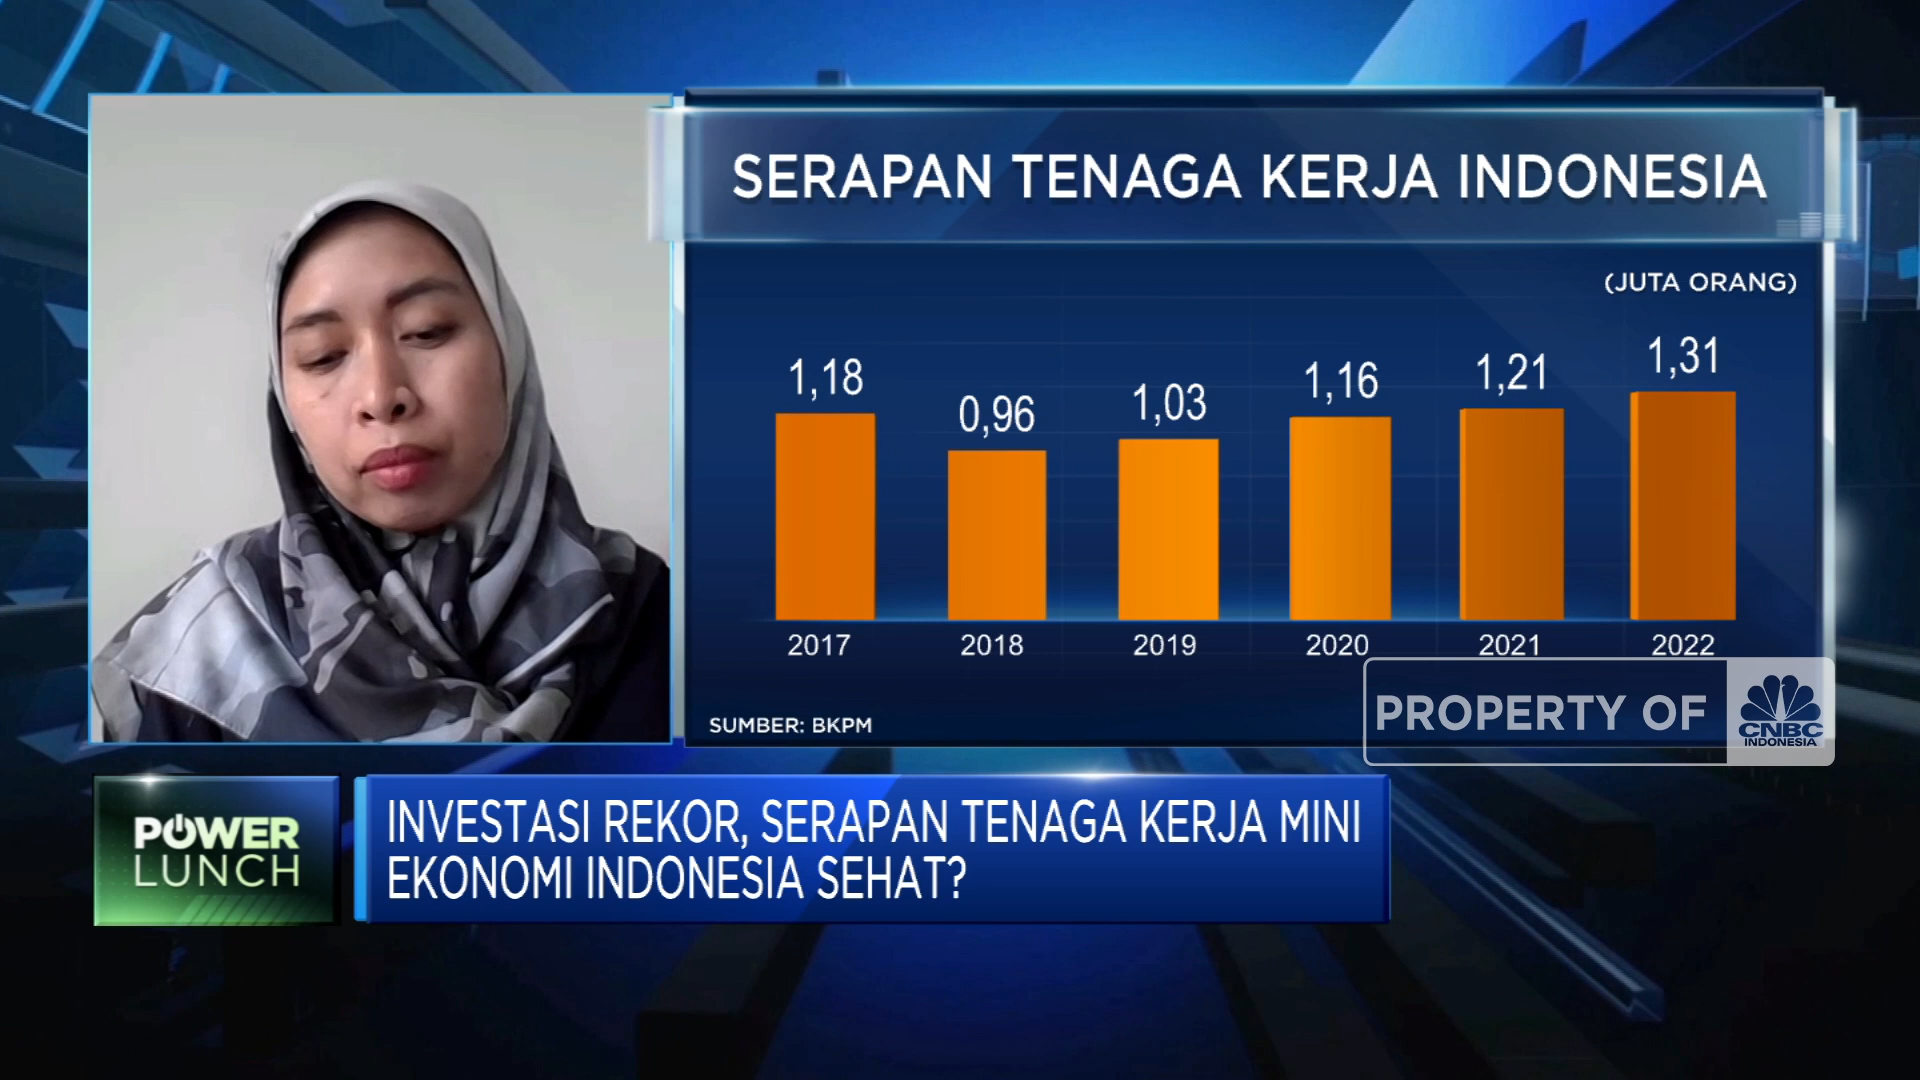 SERAPAN TENAGA KERJA INDONESIA
(JUTA ORANG)
1,18
0,96
1,03
1,16
1,21
1,31
2017
2018
2019
2020
2021
2022
SUMBER: BKPM
PROPERTY OF
CNBC
INDONESIA
POWER
LUNCH
INVESTASI REKOR, SERAPAN TENAGA KERJA MINI
EKONOMI INDONESIA SEHAT?